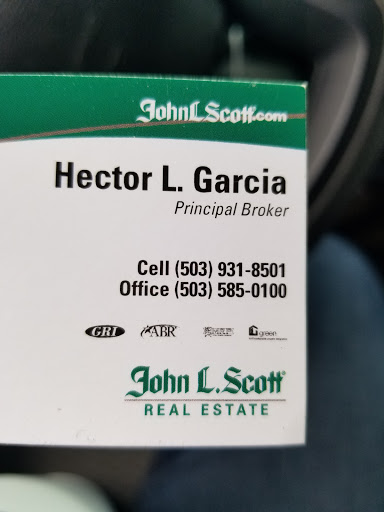 JohnLScott.com
Hector L. Garcia
Principal Broker
Cell (503) 931-8501
Office (503) 585-0100
GRI ABR green
John L. Scott
REAL ESTATE